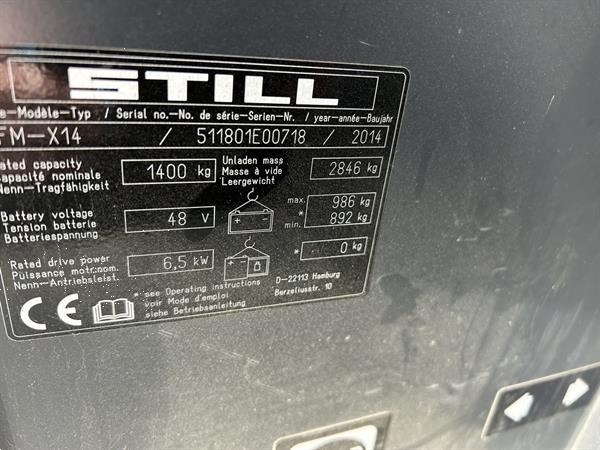 STILL
e-Modèle-Typ / Serial no.-No. de série-Serien-Nr. / year-année-Baujahr
FM-X14 / 511801E00718 / 2014
ated capacity
apacité nominale
Nenn-Tragfähigkeit
1400 kg
Unladen mass
Masse à vide
Leergewicht
2846 kg
Battery voltage
Tension batterie
Batteriespannung
48 V
max. 986 kg
* min. 892 kg
Rated drive power
Puissance motr.nom.
Nenn-Antriebsleist.
6,5 kW
* 0 kg
D-22113 Hamburg
Berzeliusstr. 10
CE
* see Operating instructions
voir Mode d'emploi
siehe Betriebsanleitung